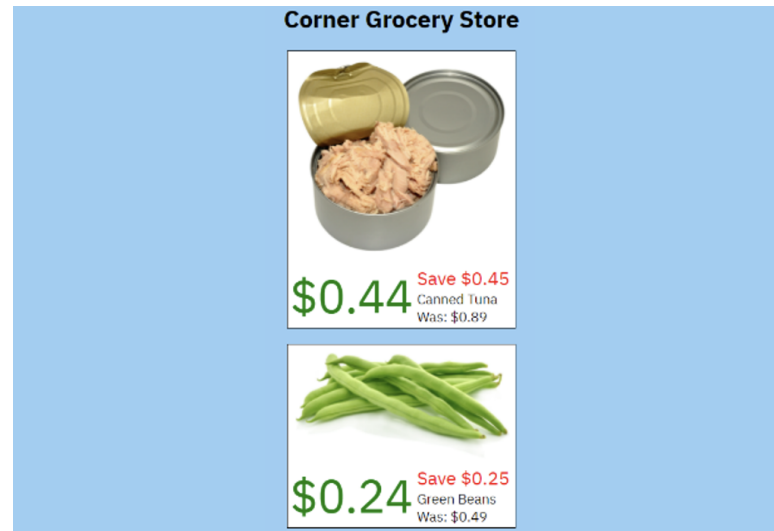 Corner Grocery Store
$0.44
Save $0.45
Canned Tuna
Was: $0.89
$0.24
Save $0.25
Green Beans
Was: $0.49